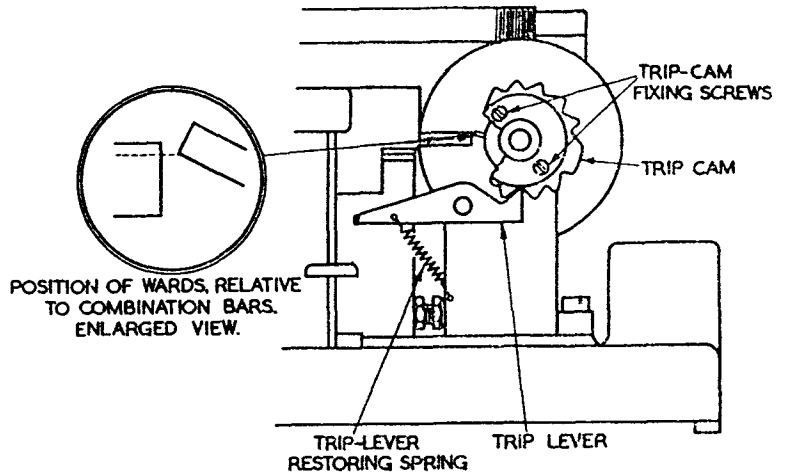 TRIP-CAM
FIXING SCREWS
TRIP CAM
POSITION OF WARDS, RELATIVE
TO COMBINATION BARS.
ENLARGED VIEW.
TRIP-LEVER
RESTORING SPRING
TRIP LEVER